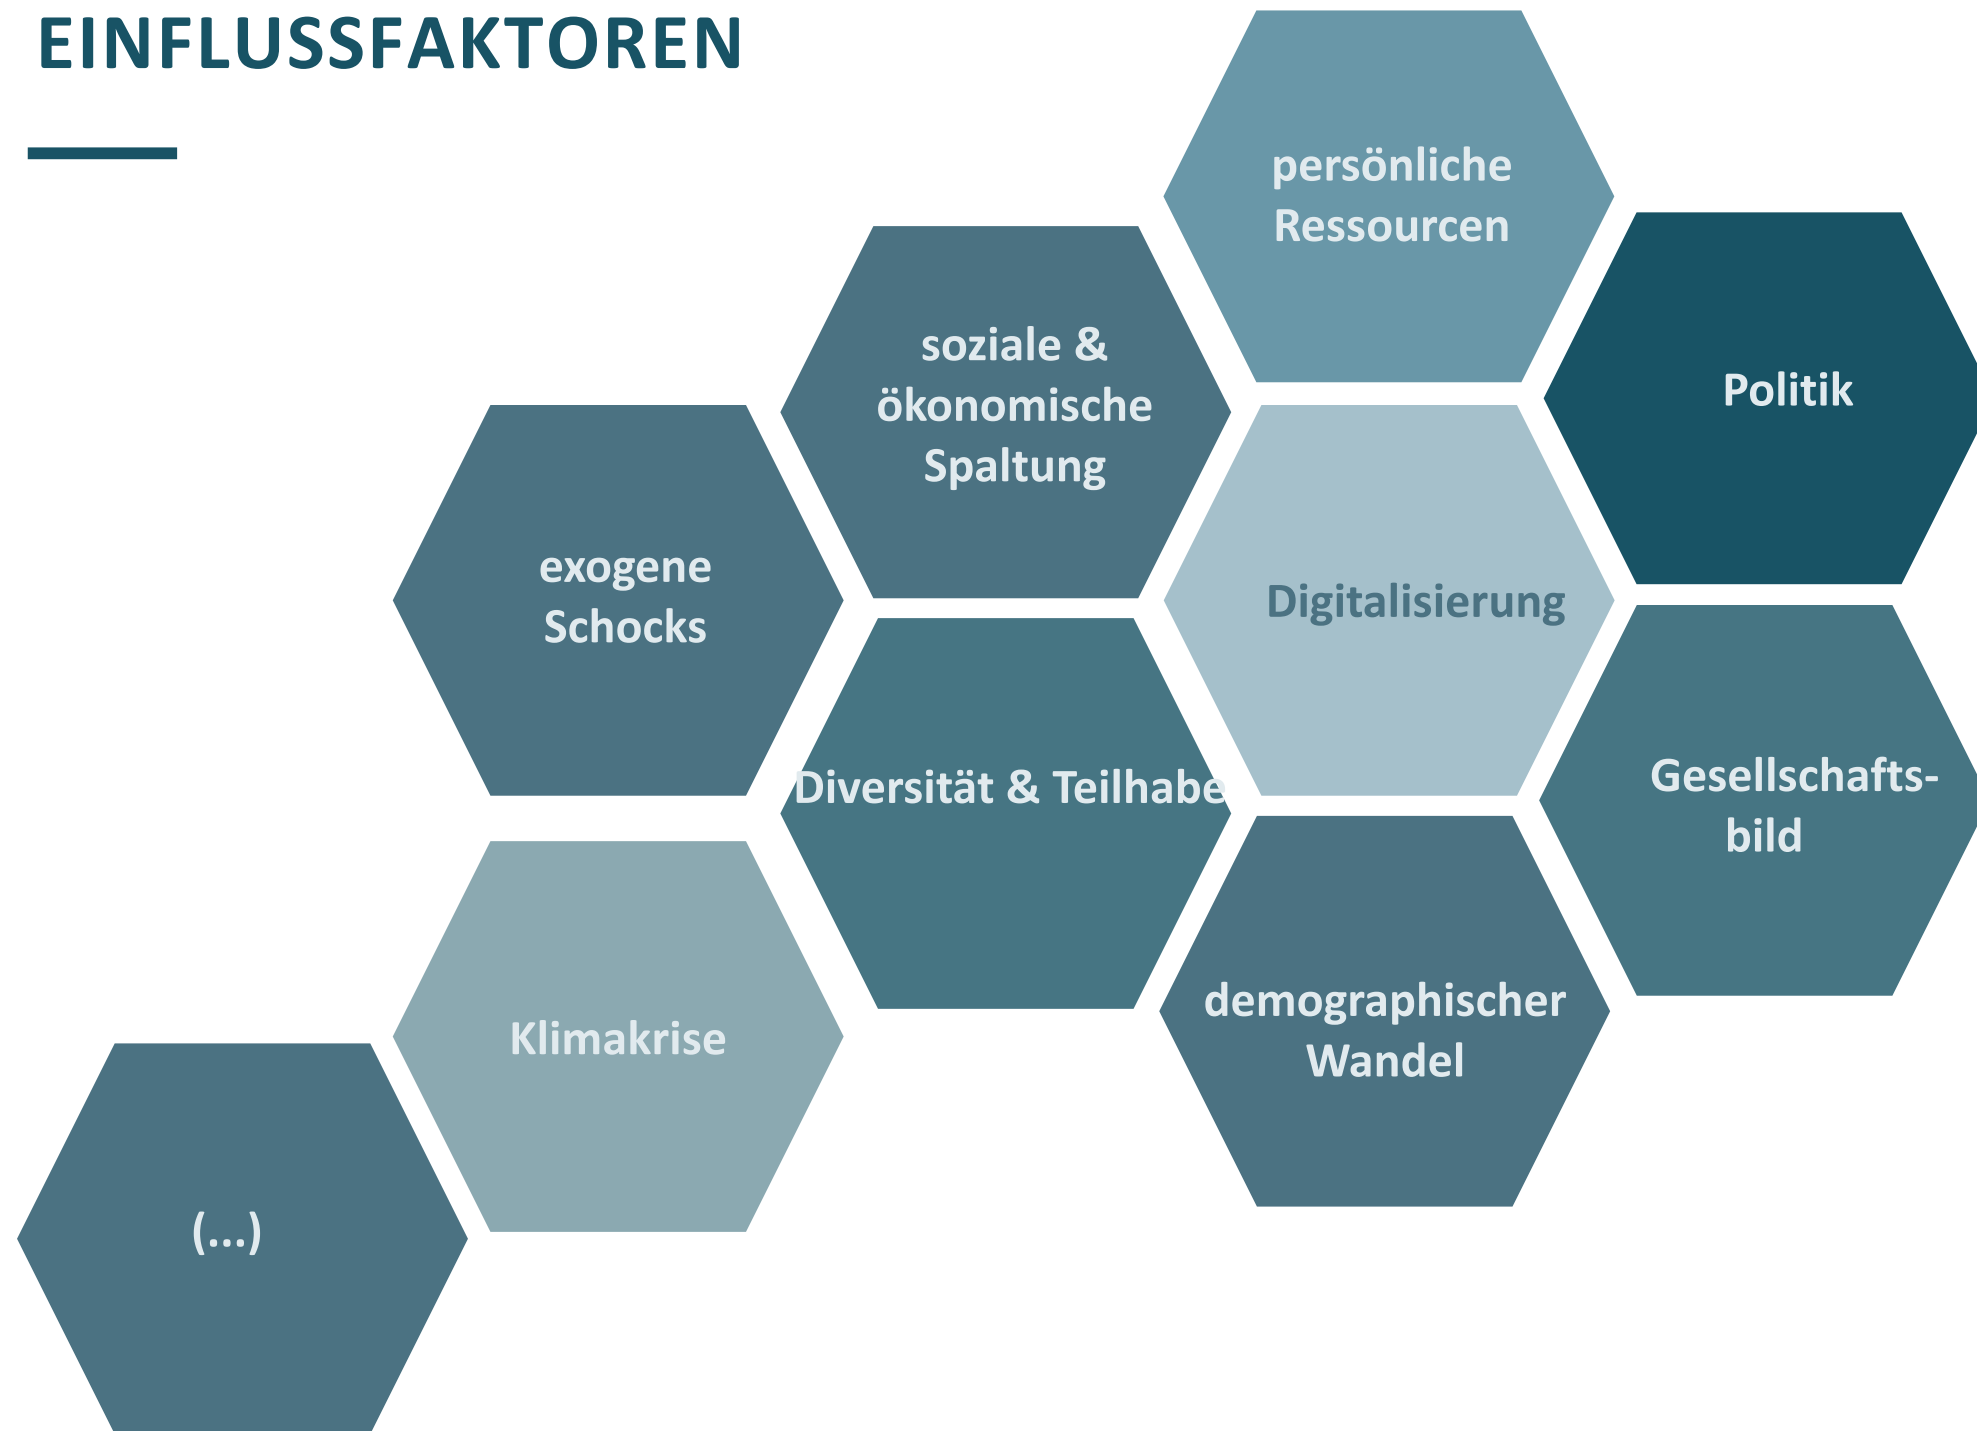 EINFLUSSFAKTOREN
persönliche
Ressourcen
soziale &
ökonomische
Spaltung
Politik
exogene
Schocks
Digitalisierung
Diversität & Teilhabe
Gesellschafts-
bild
demographischer
Wandel
Klimakrise
(...)